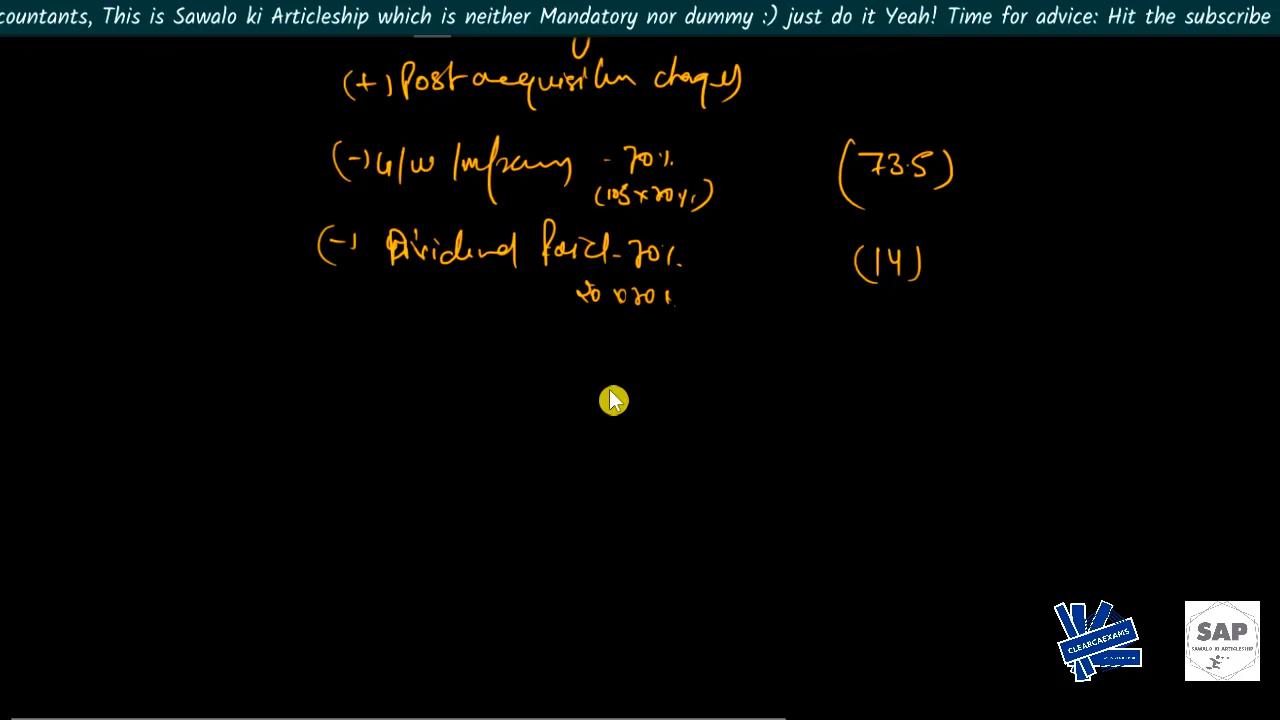 countants, This is Sawalo ki Articleship which is neither Mandatory nor dummy :) just do it Yeah! Time for advice: Hit the subscribe
(+) Post acquisition changes
(-) G/w - 70% (73.5)
(105 x 70%)
(-) Dividend Paid - 70% (14)
20 x 70%
CLEARCAEXAMS
SAP
SAWALO KI ARTICLESHIP